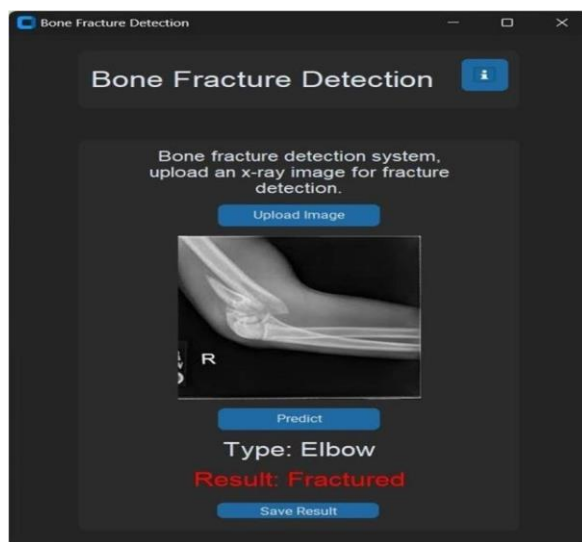 Bone Fracture Detection
Bone Fracture Detection
i
Bone fracture detection system,
upload an x-ray image for fracture
detection.
Upload Image
R
Predict
Type: Elbow
Result: Fractured
Save Result